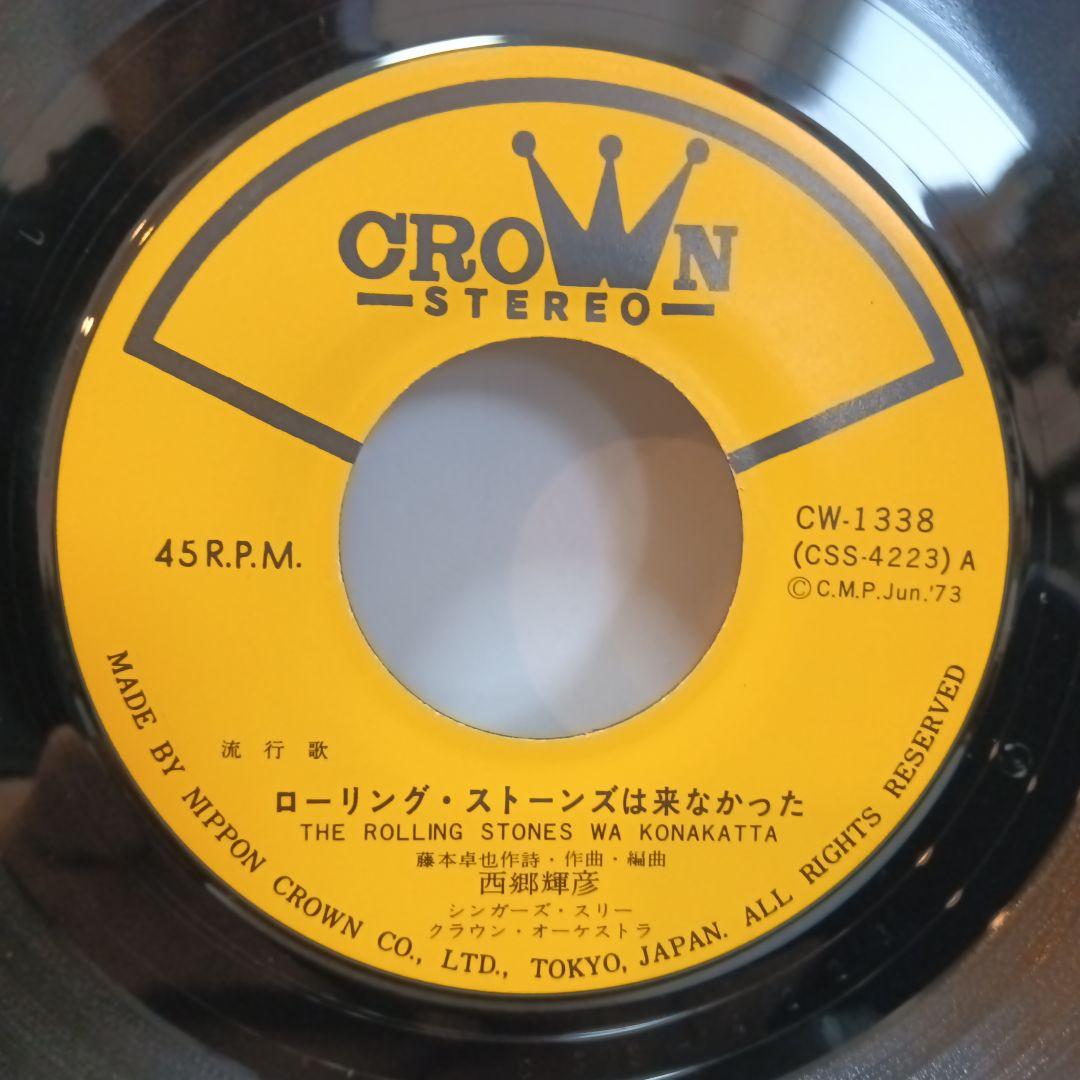 CROWN
STEREO
45 R.P.M.
CW-1338
(CSS-4223) A
Ⓒ C.M.P. Jun.'73
流行歌
ローリング・ストーンズは来なかった
THE ROLLING STONES WA KONAKATTA
藤本卓也作詩・作曲・編曲
西郷輝彦
シンガーズ・スリー
クラウン・オーケストラ
MADE BY NIPPON CROWN CO., LTD., TOKYO, JAPAN. ALL RIGHTS RESERVED